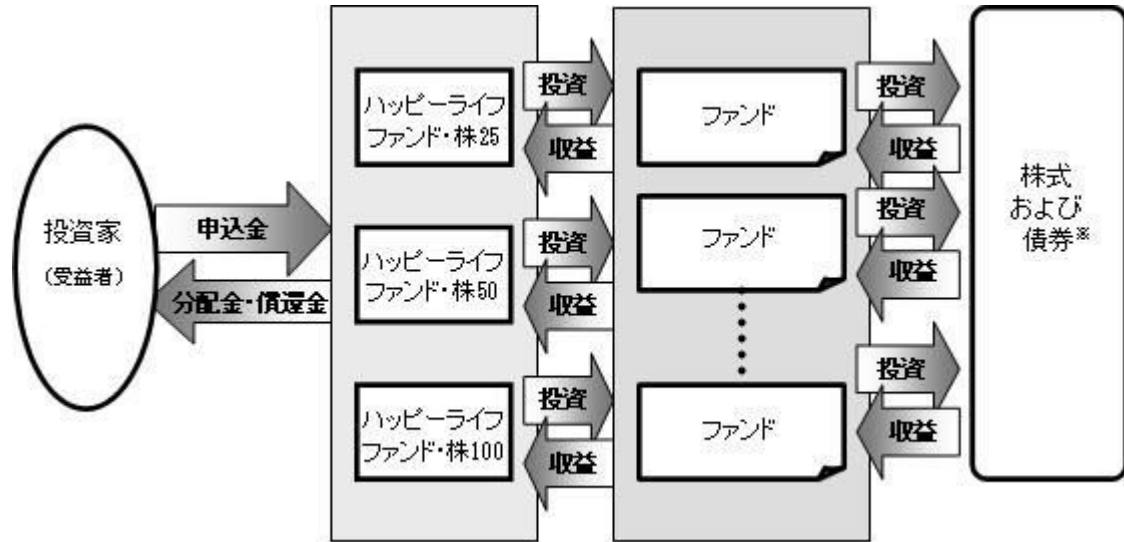 投資家
(受益者)
申込金
分配金・償還金
ハッピーライフ
ファンド・株25
ハッピーライフ
ファンド・株50
ハッピーライフ
ファンド・株100
投資
収益
投資
収益
投資
収益
ファンド
ファンド
ファンド
投資
収益
投資
収益
投資
収益
株式
および
債券※